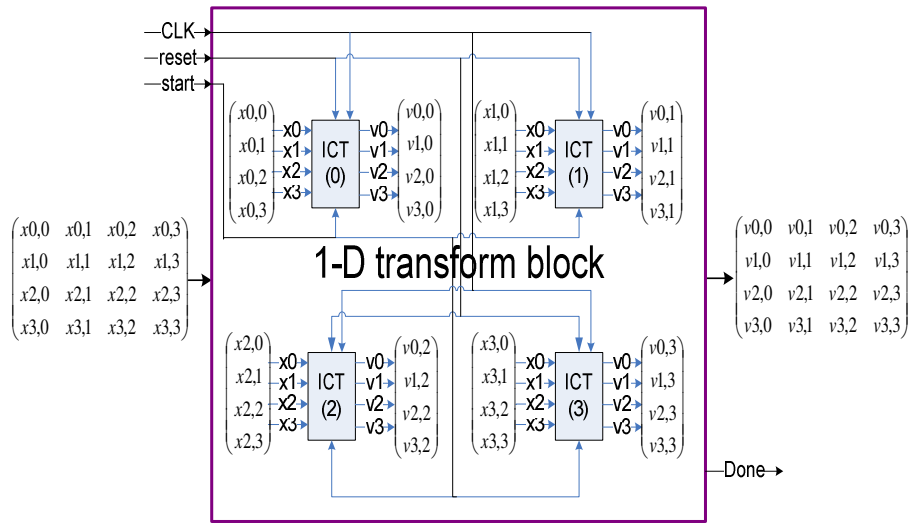 CLK
reset
start
x0,0 x0,1 x0,2 x0,3
x1,0 x1,1 x1,2 x1,3
x2,0 x2,1 x2,2 x2,3
x3,0 x3,1 x3,2 x3,3
x0,0
x0,1
x0,2
x0,3
x0
x1
x2
x3
ICT
(0)
v0
v1
v2
v3
v0,0
v1,0
v2,0
v3,0
x1,0
x1,1
x1,2
x1,3
x0
x1
x2
x3
ICT
(1)
v0
v1
v2
v3
v0,1
v1,1
v2,1
v3,1
1-D transform block
x2,0
x2,1
x2,2
x2,3
x0
x1
x2
x3
ICT
(2)
v0
v1
v2
v3
v0,2
v1,2
v2,2
v3,2
x3,0
x3,1
x3,2
x3,3
x0
x1
x2
x3
ICT
(3)
v0
v1
v2
v3
v0,3
v1,3
v2,3
v3,3
v0,0 v0,1 v0,2 v0,3
v1,0 v1,1 v1,2 v1,3
v2,0 v2,1 v2,2 v2,3
v3,0 v3,1 v3,2 v3,3
Done